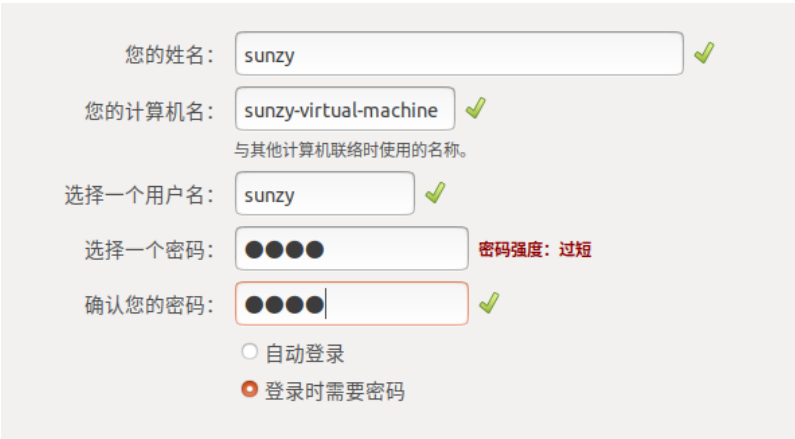 您的姓名： sunzy
您的计算机名： sunzy-virtual-machine
与其他计算机联络时使用的名称。
选择一个用户名： sunzy
选择一个密码： ●●●● 密码强度：过短
确认您的密码： ●●●●
自动登录
登录时需要密码